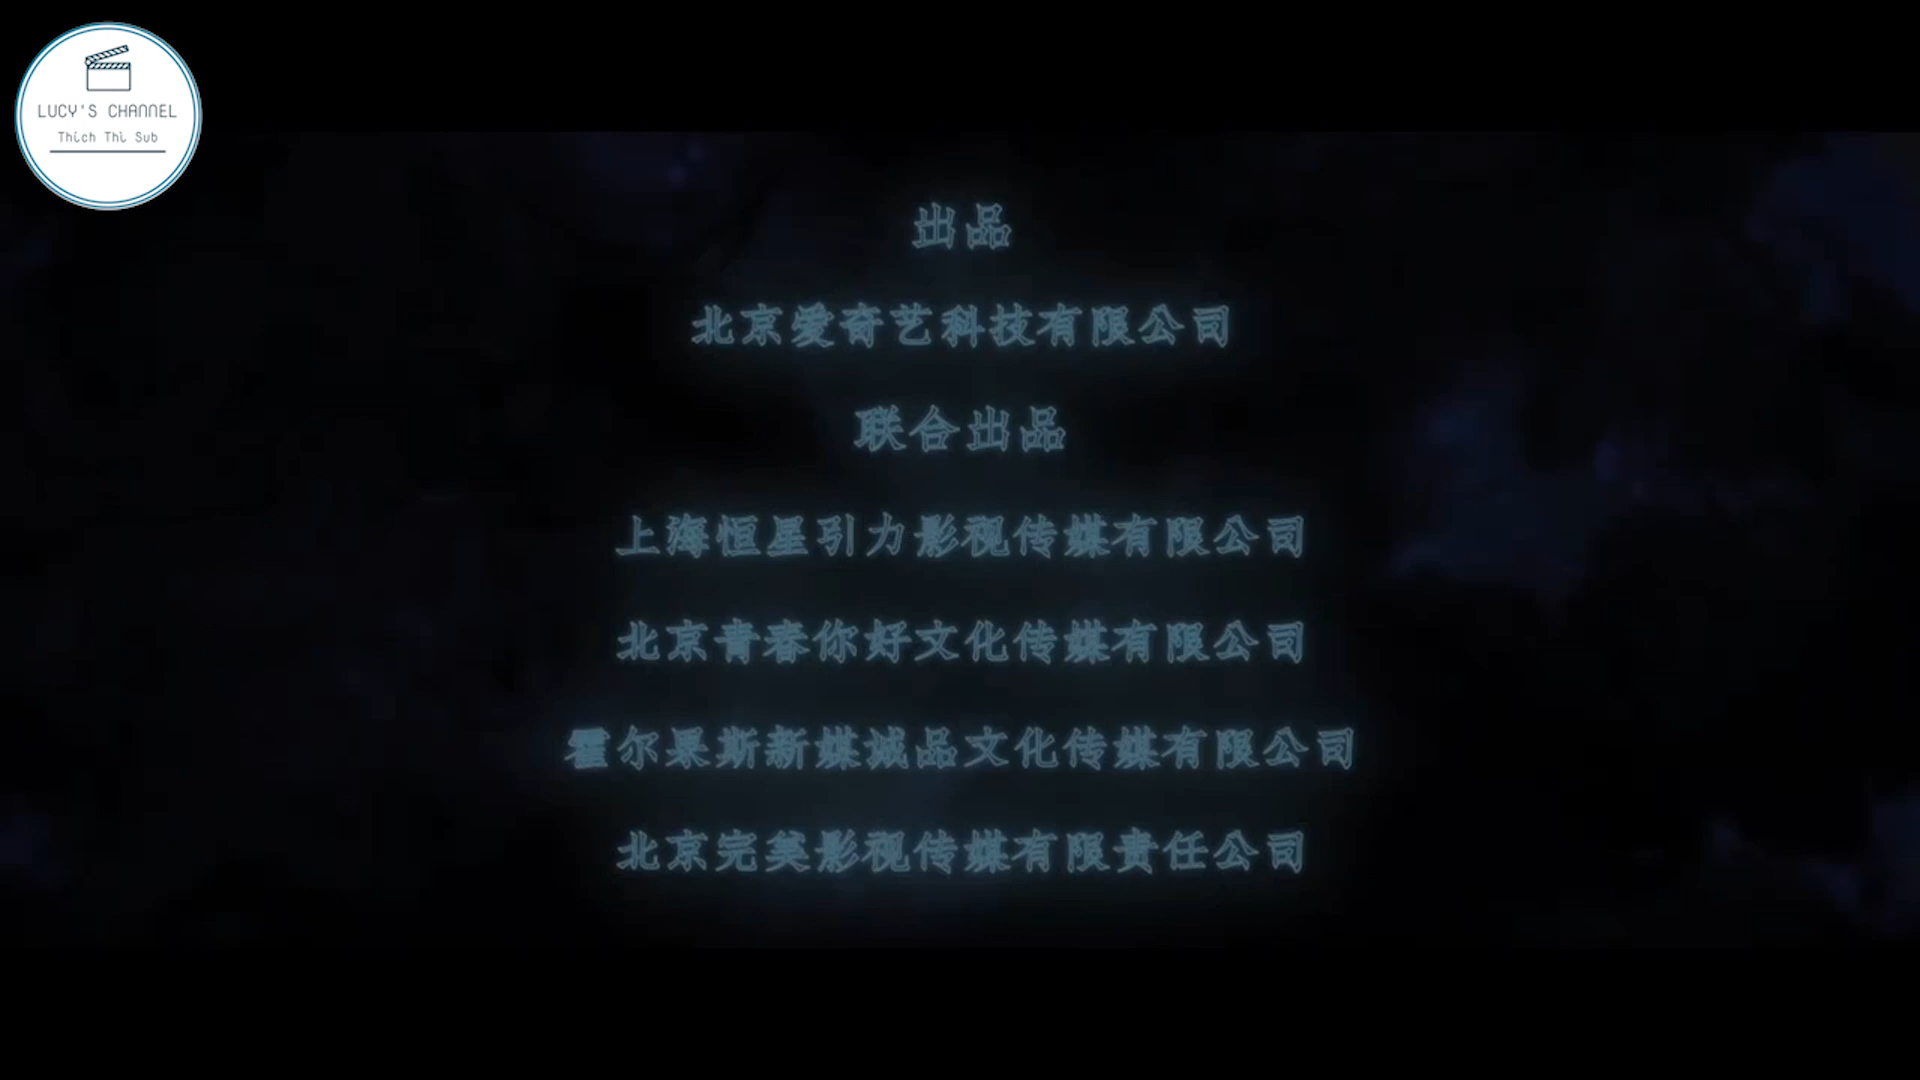 LUCY'S CHANNEL
Thích Thì Sub
出品
北京爱奇艺科技有限公司
联合出品
上海恒星引力影视传媒有限公司
北京青春你好文化传媒有限公司
霍尔果斯新媒诚品文化传媒有限公司
北京完美影视传媒有限责任公司